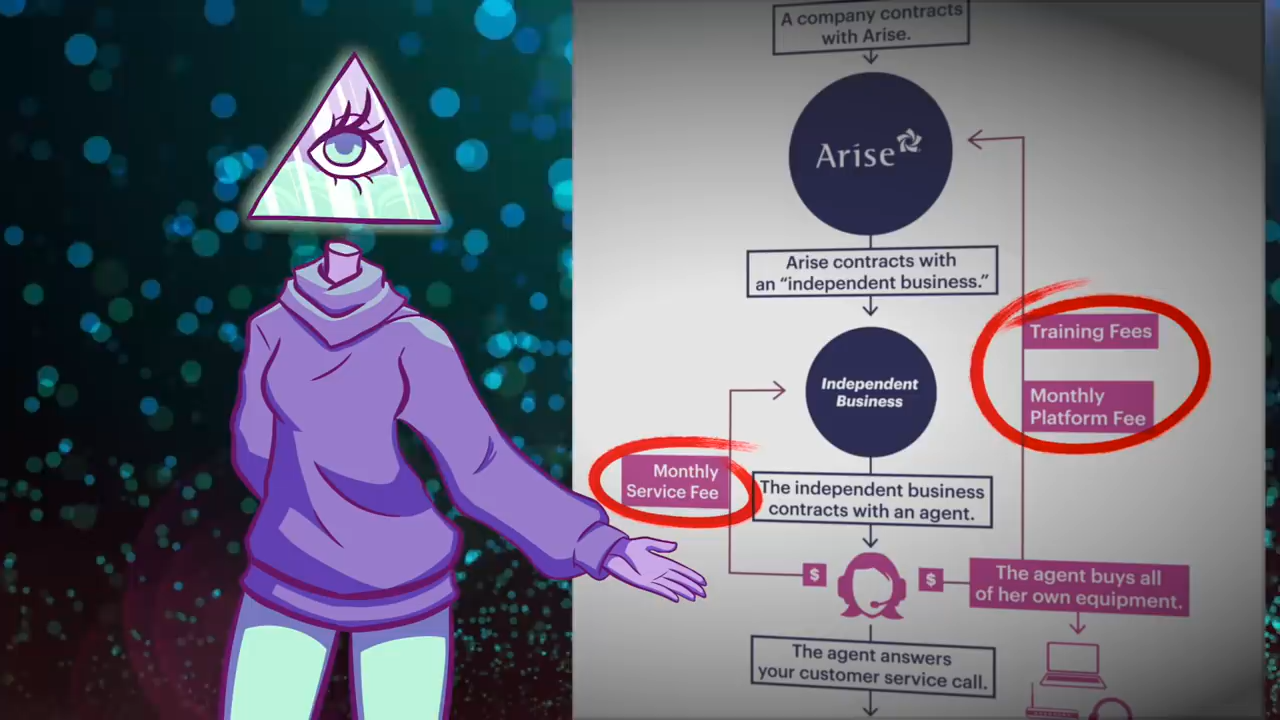 A company contracts
with Arise.
Arise
Arise contracts with
an “independent business.”
Training Fees
Independent
Business
Monthly
Platform Fee
Monthly
Service Fee
The independent business
contracts with an agent.
$
$
The agent buys all
of her own equipment.
The agent answers
your customer service call.